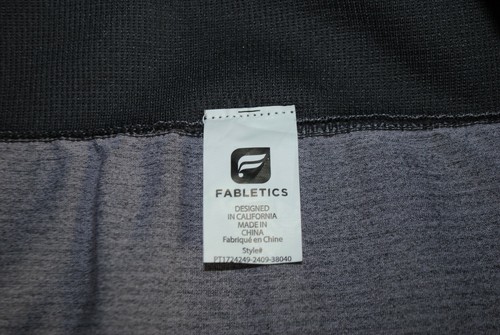 FABLETICS
DESIGNED
IN CALIFORNIA
MADE IN
CHINA
Fabriqué en Chine
Style#
PT1724249-2409-38040